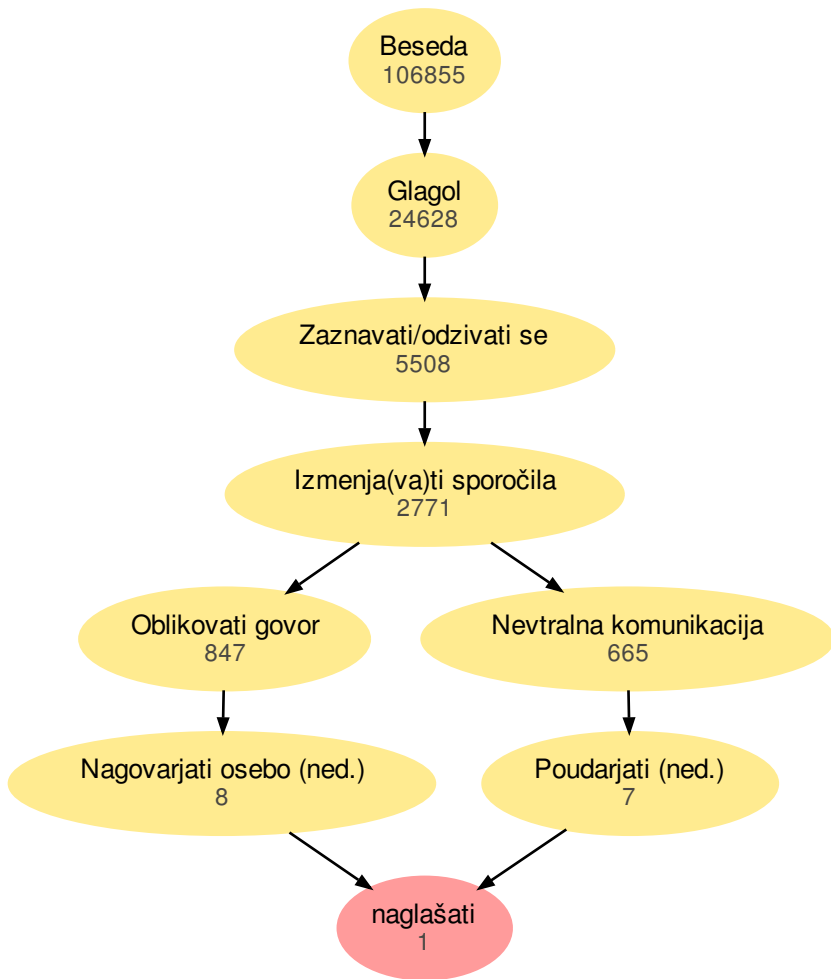 Beseda
106855
Glagol
24628
Zaznavati/odzivati se
5508
Izmenja(va)ti sporočila
2771
Oblikovati govor
847
Nevtralna komunikacija
665
Nagovarjati osebo (ned.)
8
Poudarjati (ned.)
7
naglašati
1